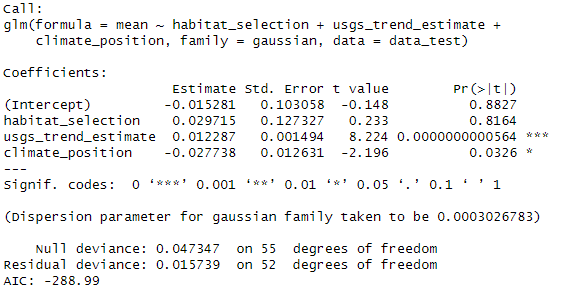 Call:
glm(formula = mean ~ habitat_selection + usgs_trend_estimate +
    climate_position, family = gaussian, data = data_test)
Coefficients:
                      Estimate Std. Error t value        Pr(>|t|)
(Intercept)          -0.015281   0.103058  -0.148          0.8827
habitat_selection     0.029715   0.127327   0.233          0.8164
usgs_trend_estimate   0.012287   0.001494   8.224 0.0000000000564 ***
climate_position     -0.027738   0.012631  -2.196          0.0326 *
---
Signif. codes:  0 ‘***’ 0.001 ‘**’ 0.01 ‘*’ 0.05 ‘.’ 0.1 ‘ ’ 1
(Dispersion parameter for gaussian family taken to be 0.0003026783)
    Null deviance: 0.047347  on 55  degrees of freedom
Residual deviance: 0.015739  on 52  degrees of freedom
AIC: -288.99